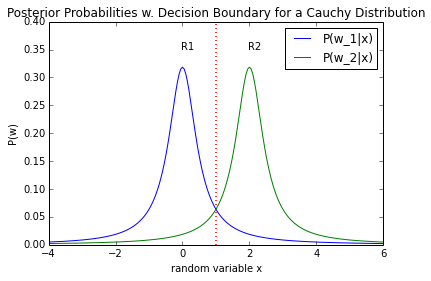 Posterior Probabilities w. Decision Boundary for a Cauchy Distribution
0.40
0.35
0.30
0.25
0.20
0.15
0.10
0.05
0.00
P(w)
R1
R2
P(w_1|x)
P(w_2|x)
−4
−2
0
2
4
6
random variable x